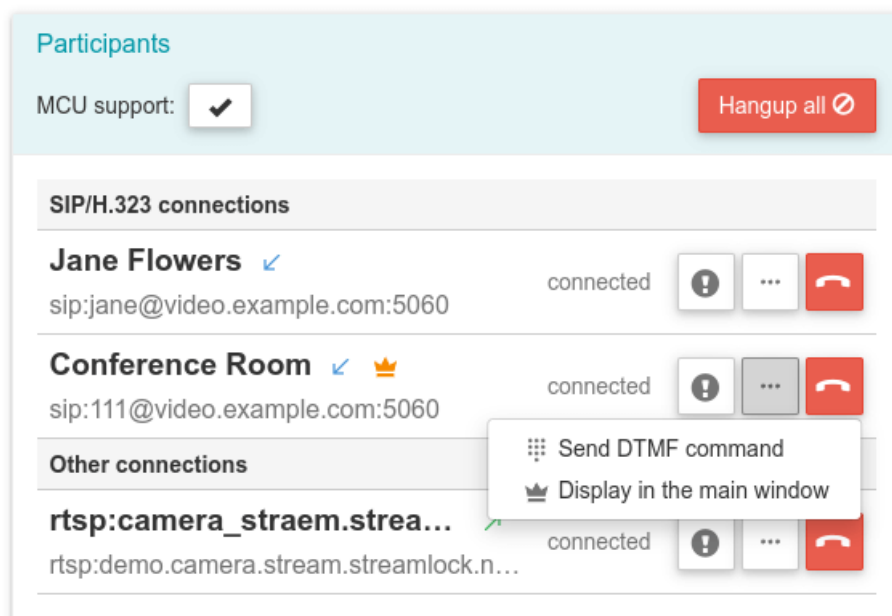 Participants
MCU support:
Hangup all
SIP/H.323 connections
Jane Flowers
sip:jane@video.example.com:5060
connected
Conference Room
sip:111@video.example.com:5060
connected
Send DTMF command
Display in the main window
Other connections
rtsp:camera_straem.strea...
rtsp:demo.camera.stream.streamlock.n...
connected